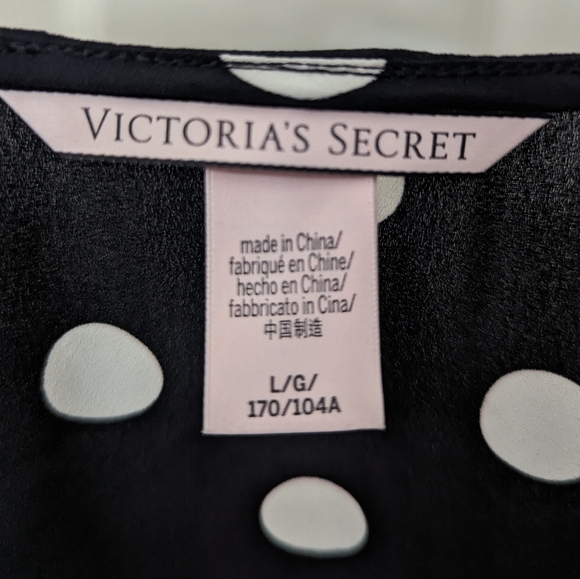 VICTORIA'S SECRET
made in China/
fabriqué en Chine/
hecho en China/
fabbricato in Cina/
中国制造
L/G/
170/104A